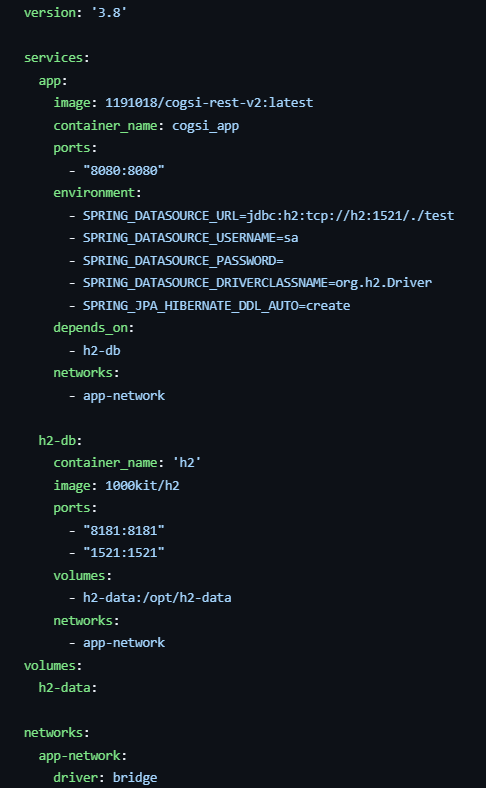 version: '3.8'

services:
  app:
    image: 1191018/cogsi-rest-v2:latest
    container_name: cogsi_app
    ports:
      - "8080:8080"
    environment:
      - SPRING_DATASOURCE_URL=jdbc:h2:tcp://h2:1521/./test
      - SPRING_DATASOURCE_USERNAME=sa
      - SPRING_DATASOURCE_PASSWORD=
      - SPRING_DATASOURCE_DRIVERCLASSNAME=org.h2.Driver
      - SPRING_JPA_HIBERNATE_DDL_AUTO=create
    depends_on:
      - h2-db
    networks:
      - app-network

  h2-db:
    container_name: 'h2'
    image: 1000kit/h2
    ports:
      - "8181:8181"
      - "1521:1521"
    volumes:
      - h2-data:/opt/h2-data
    networks:
      - app-network
volumes:
  h2-data:

networks:
  app-network:
    driver: bridge